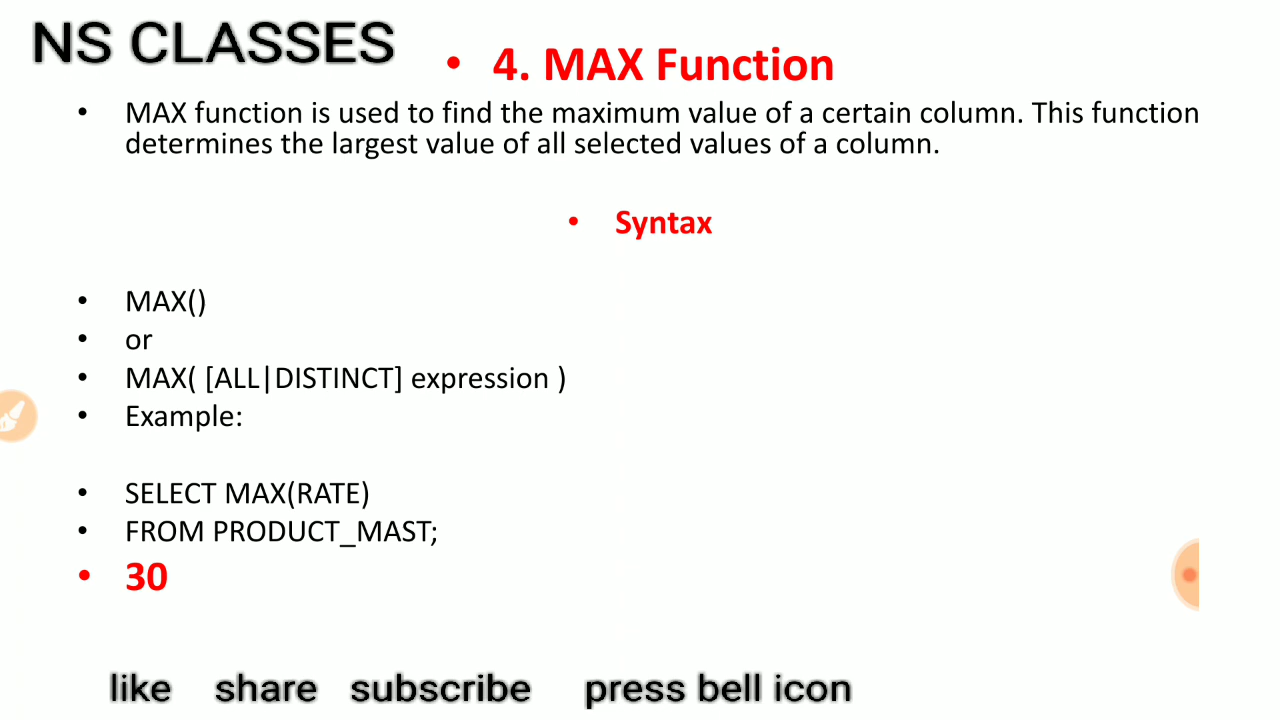 NS CLASSES
• 4. MAX Function
• MAX function is used to find the maximum value of a certain column. This function
determines the largest value of all selected values of a column.
• Syntax
• MAX()
• or
• MAX( [ALL|DISTINCT] expression )
• Example:
• SELECT MAX(RATE)
• FROM PRODUCT_MAST;
• 30
like share subscribe press bell icon